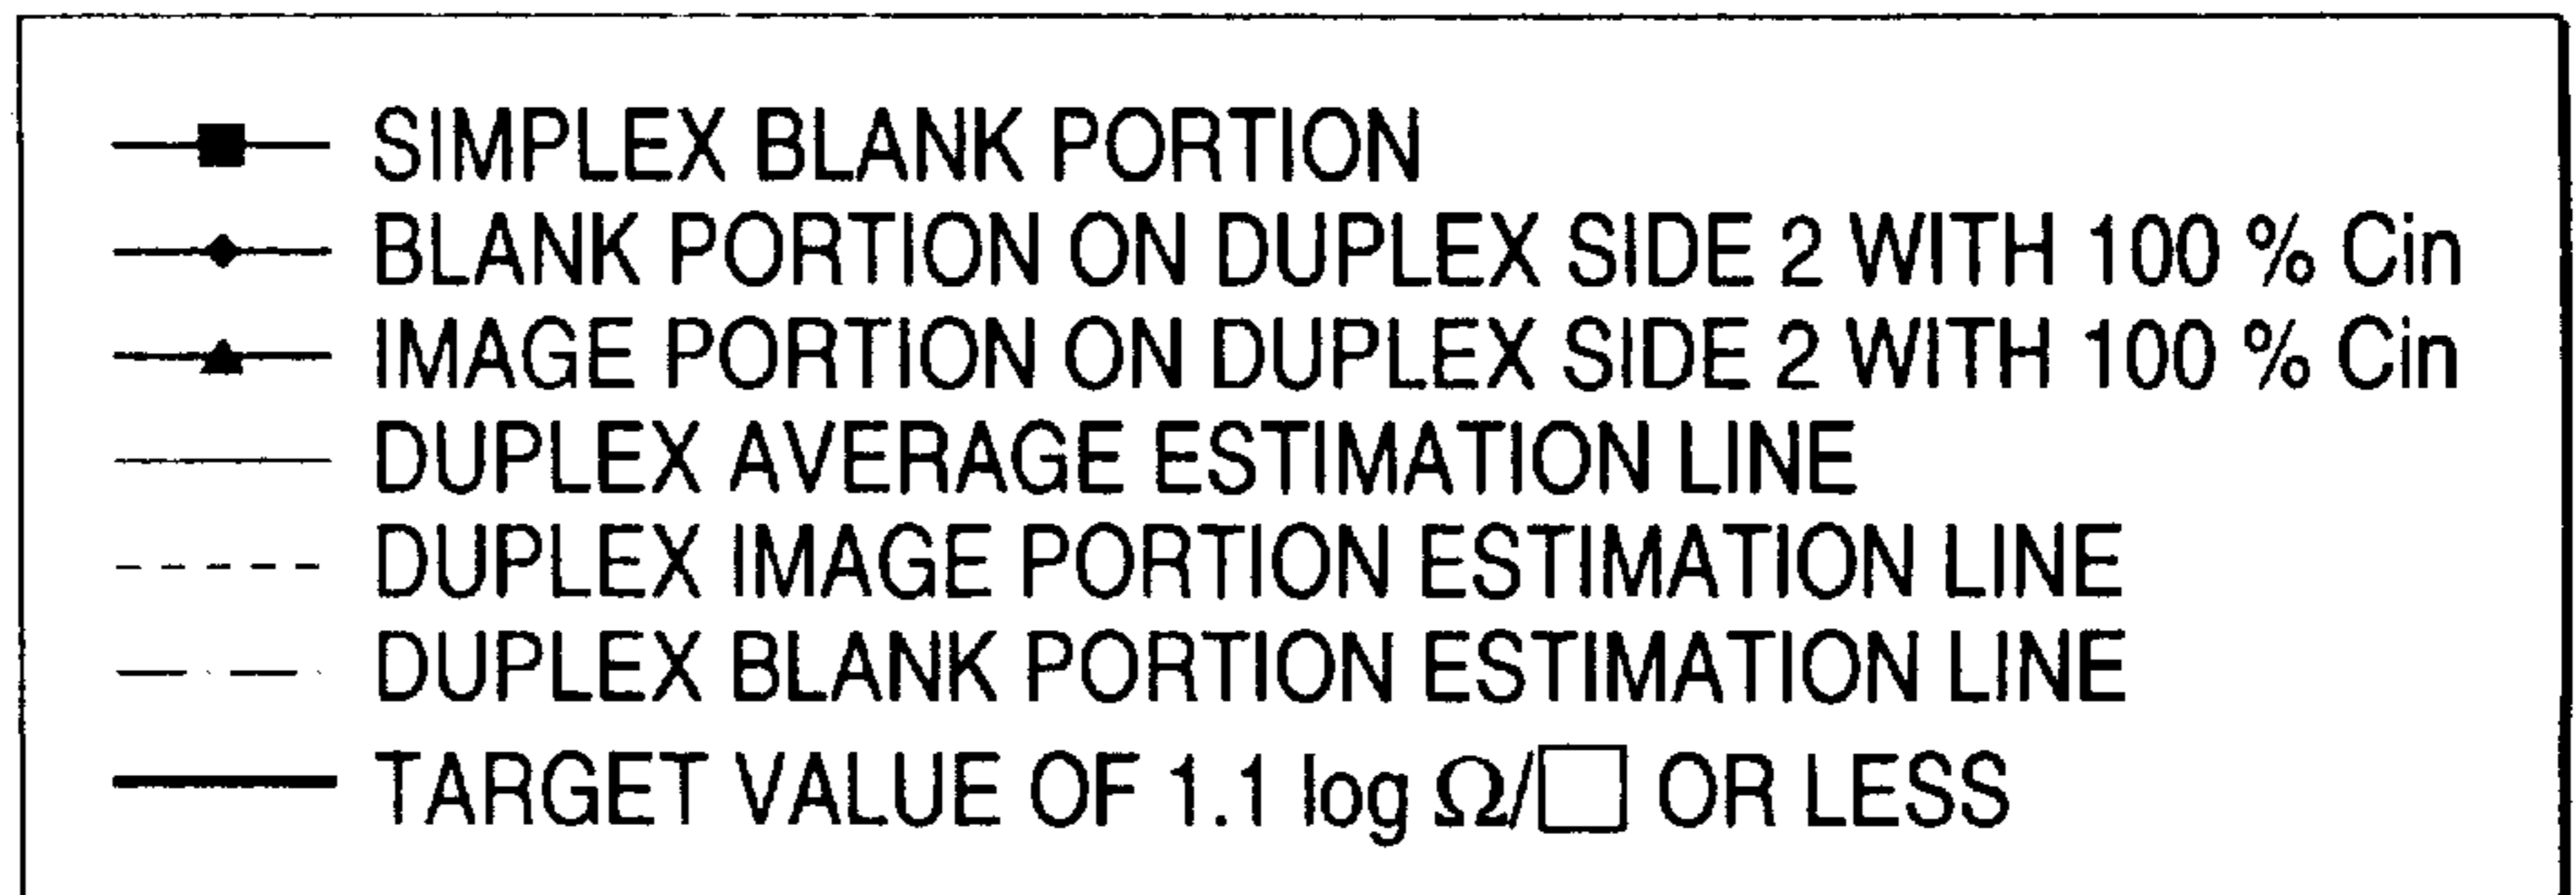 SIMPLEX BLANK PORTION
BLANK PORTION ON DUPLEX SIDE 2 WITH 100 % Cin
IMAGE PORTION ON DUPLEX SIDE 2 WITH 100 % Cin
DUPLEX AVERAGE ESTIMATION LINE
DUPLEX IMAGE PORTION ESTIMATION LINE
DUPLEX BLANK PORTION ESTIMATION LINE
TARGET VALUE OF 1.1 log Ω/□ OR LESS